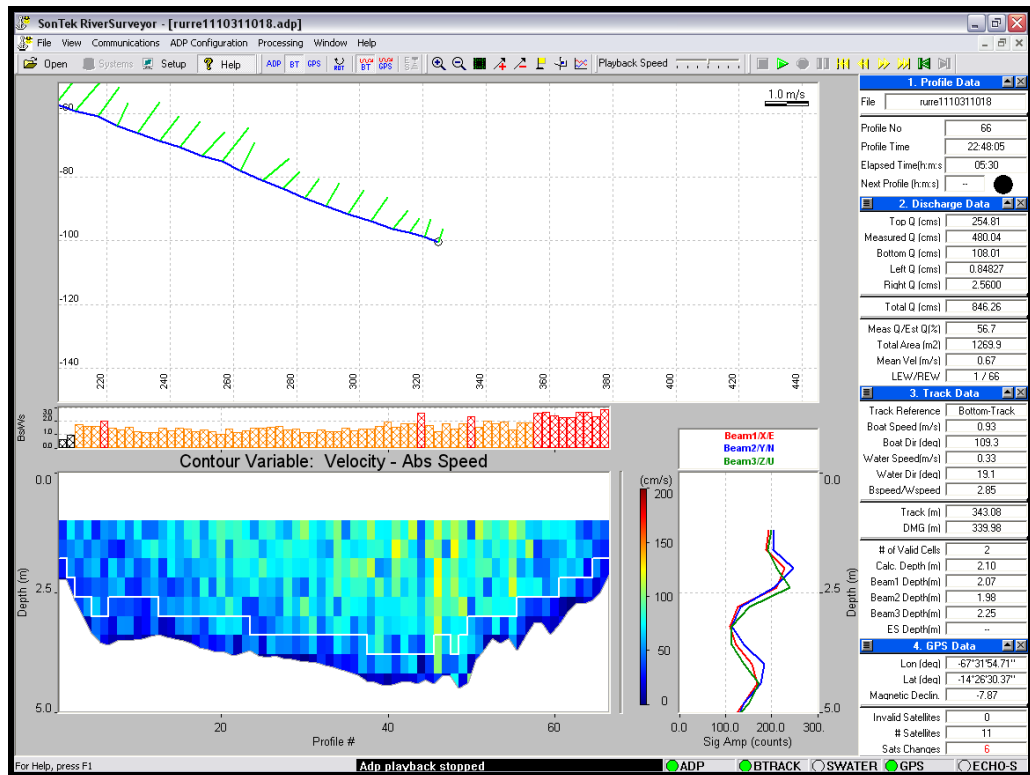 SonTek RiverSurveyor - [rurre1110311018.adp]
File View Communications ADP Configuration Processing Window Help
Open Systems Setup Help ADP BT GPS BT GPS Playback Speed
1.0 m/s
-60
-80
-100
-120
-140
220 240 260 280 300 320 340 360 380 400 420 440
Bs/Ws
3.0
2.0
1.0
0.0
Contour Variable: Velocity - Abs Speed
Depth (m)
0.0
2.5
5.0
20 40 60
Profile #
(cm/s)
200
150
100
50
0
Beam1/X/E
Beam2/Y/N
Beam3/Z/U
0.0
2.5
5.0
Depth (m)
0.0 100.0 200.0 300.
Sig Amp (counts)
1. Profile Data
File rurre1110311018
Profile No 66
Profile Time 22:48:05
Elapsed Time(h:m:s 05:30
Next Profile (h:m:s) --
2. Discharge Data
Top Q (cms) 254.81
Measured Q (cms) 480.04
Bottom Q (cms) 108.01
Left Q (cms) 0.84827
Right Q (cms) 2.5600
Total Q (cms) 846.26
Meas Q/Est Q(%) 56.7
Total Area (m2) 1269.9
Mean Vel (m/s) 0.67
LEW/REW 1 / 66
3. Track Data
Track Reference Bottom-Track
Boat Speed (m/s) 0.93
Boat Dir (deg) 109.3
Water Speed(m/s) 0.33
Water Dir (deg) 19.1
Bspeed/Wspeed 2.85
Track (m) 343.08
DMG (m) 339.98
# of Valid Cells 2
Calc. Depth (m) 2.10
Beam1 Depth(m) 2.07
Beam2 Depth(m) 1.98
Beam3 Depth(m) 2.25
ES Depth(m) --
4. GPS Data
Lon (deg) -67°31'54.71"
Lat (deg) -14°26'30.37"
Magnetic Declin. -7.87
Invalid Satellites 0
# Satellites 11
Sats Changes 6
For Help, press F1 Adp playback stopped ADP BTRACK SWATER GPS ECHO-S